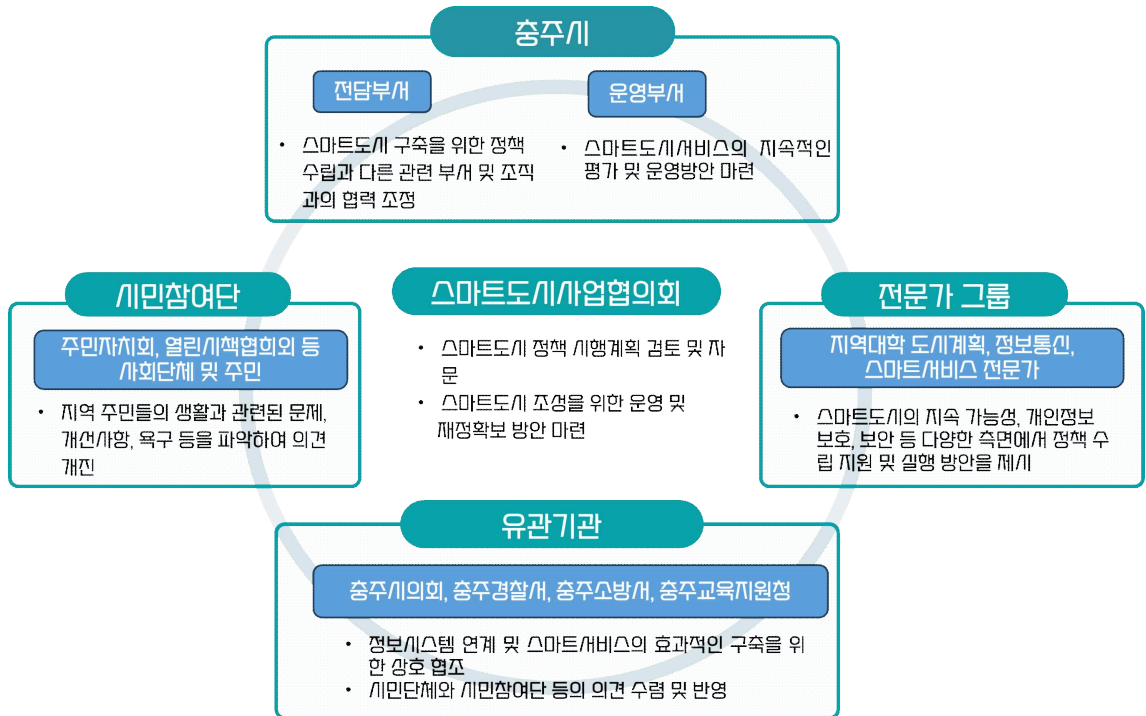 충주시
전담부서
운영부서
• 스마트도시 구축을 위한 정책
수립과 다른 관련 부서 및 조직
과의 협력 조정
• 스마트도시서비스의 지속적인
평가 및 운영방안 마련
시민참여단
주민자치회, 열린시책협희외 등
사회단체 및 주민
• 지역 주민들의 생활과 관련된 문제,
개선사항, 욕구 등을 파악하여 의견
개진
스마트도시사업협의회
• 스마트도시 정책 시행계획 검토 및 자
문
• 스마트도시 조성을 위한 운영 및
재정확보 방안 마련
전문가 그룹
지역대학 도시계획, 정보통신,
스마트서비스 전문가
• 스마트도시의 지속 가능성, 개인정보
보호, 보안 등 다양한 측면에서 정책 수
립 지원 및 실행 방안을 제시
유관기관
충주시의회, 충주경찰서, 충주소방서, 충주교육지원청
• 정보시스템 연계 및 스마트서비스의 효과적인 구축을 위
한 상호 협조
• 시민단체와 시민참여단 등의 의견 수렴 및 반영